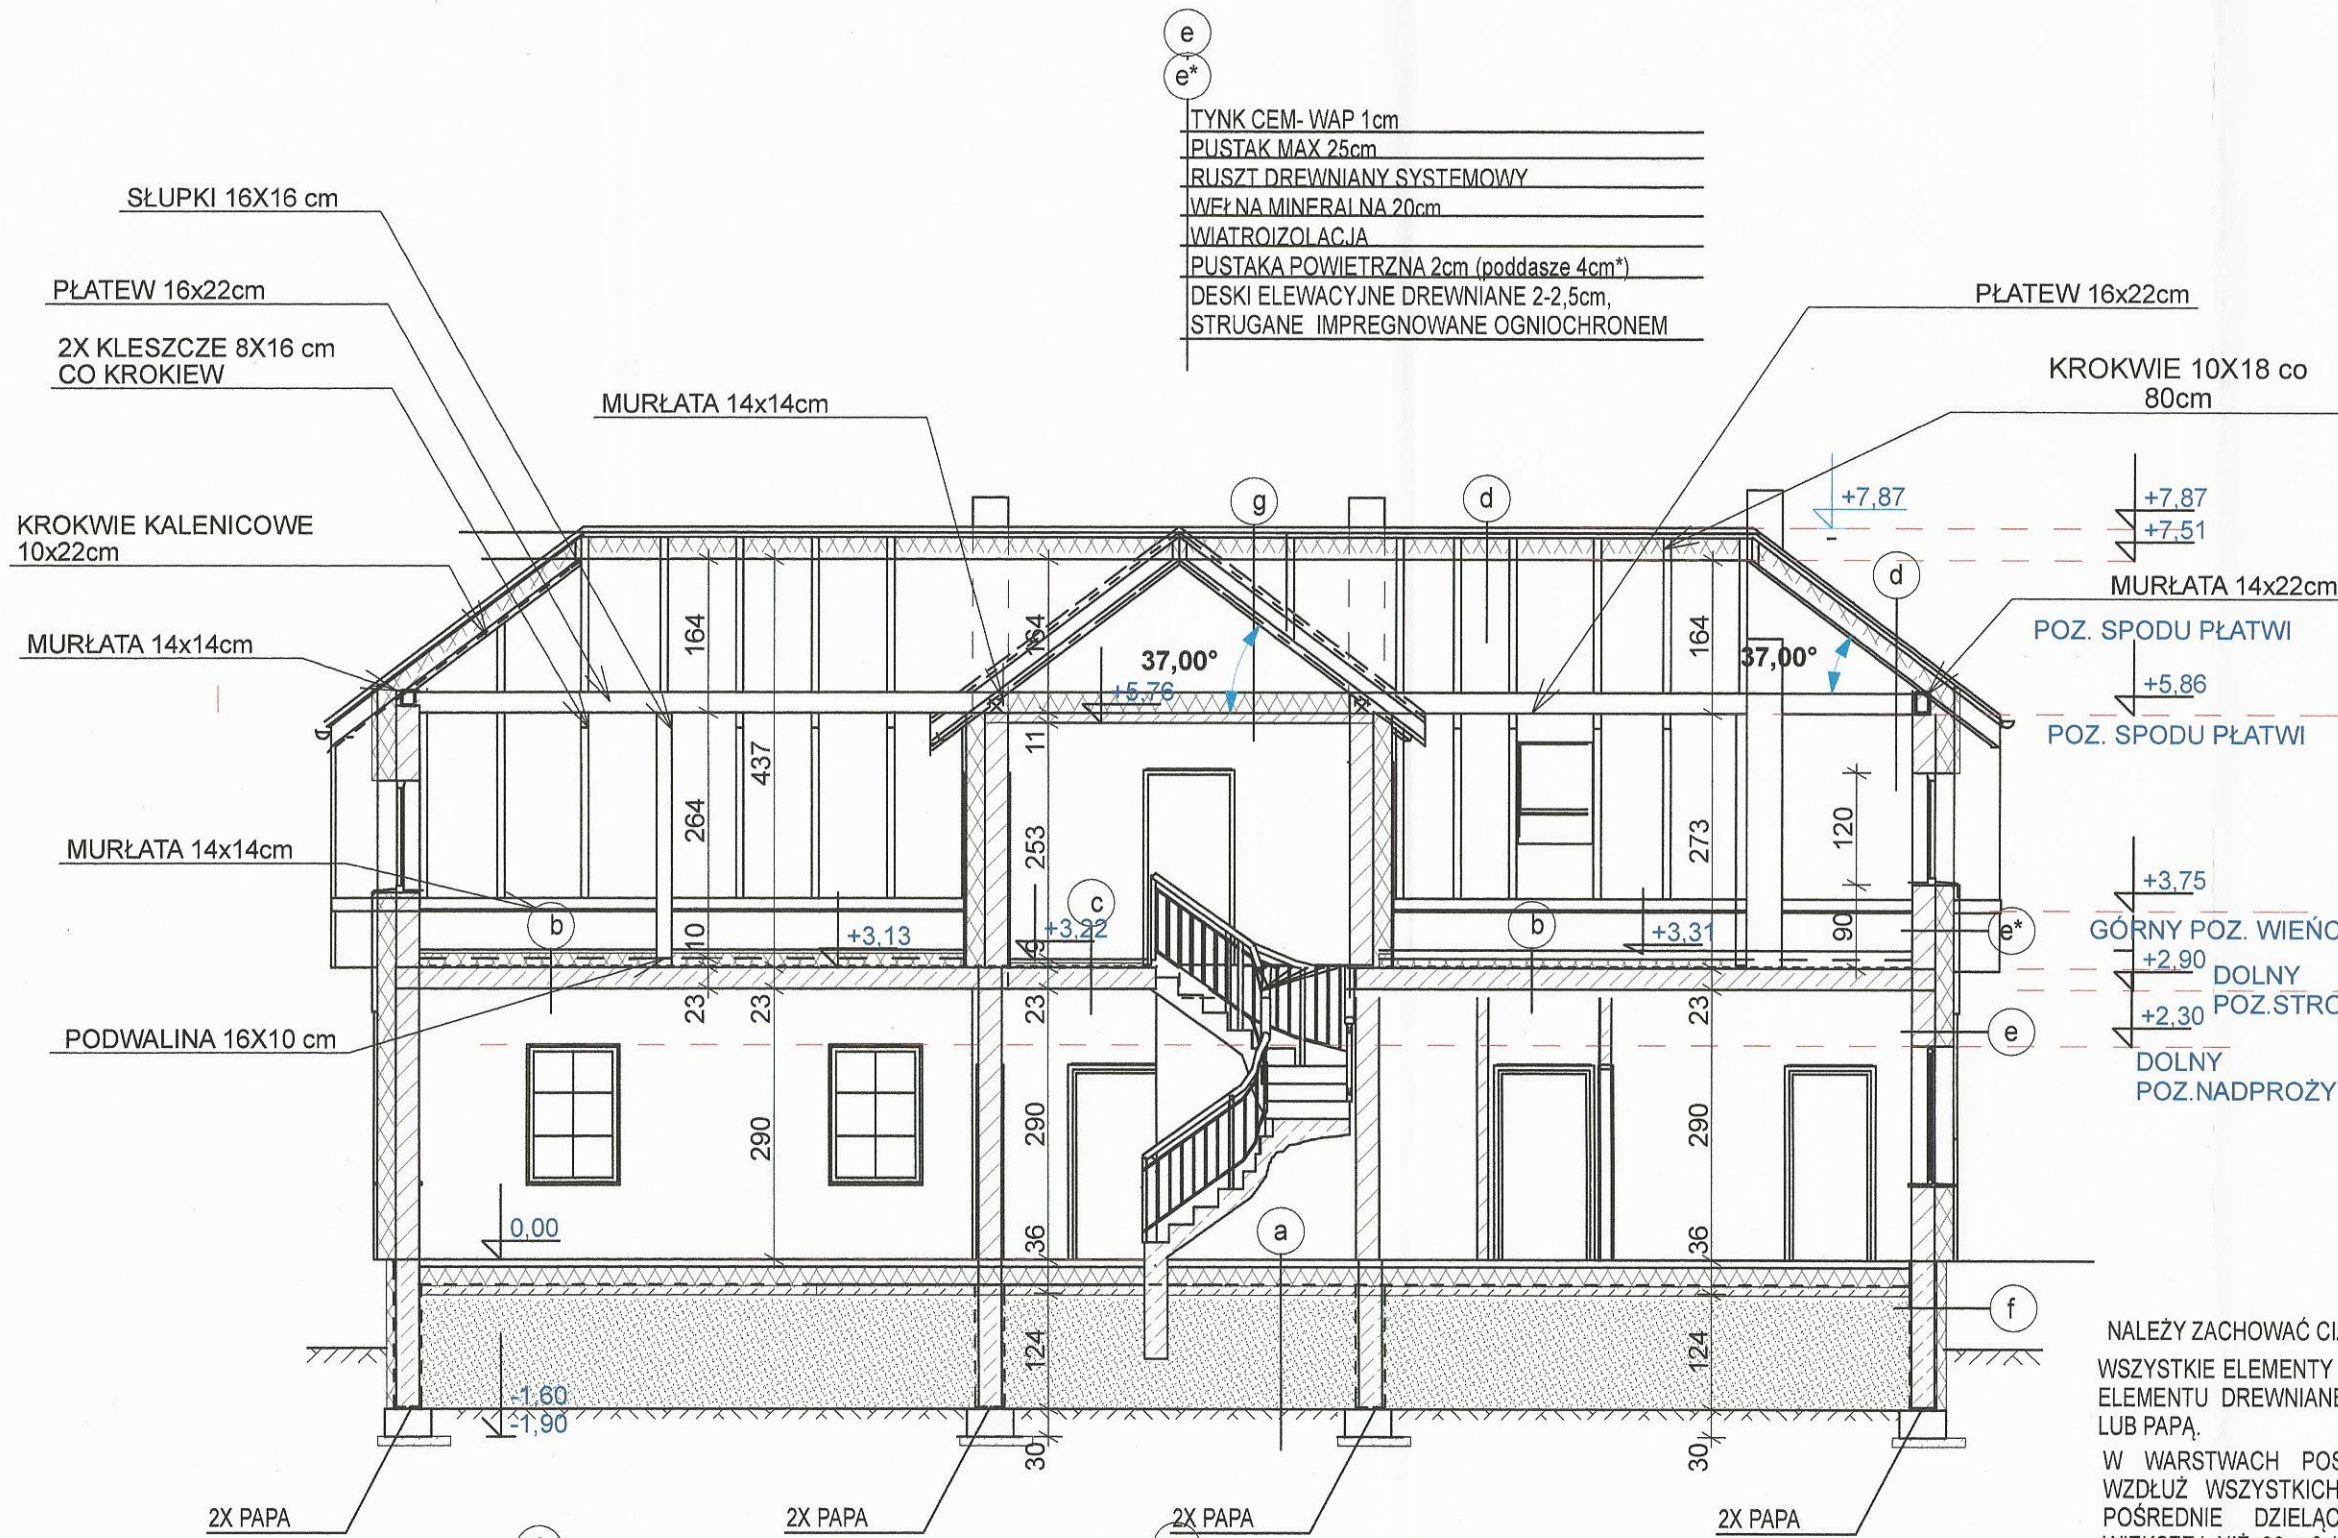 e
e*
TYNK CEM- WAP 1cm
PUSTAK MAX 25cm
RUSZT DREWNIANY SYSTEMOWY
WEŁNA MINERALNA 20cm
WIATROIZOLACJA
PUSTAKA POWIETRZNA 2cm (poddasze 4cm*)
DESKI ELEWACYJNE DREWNIANE 2-2,5cm,
STRUGANE IMPREGNOWANE OGNIOCHRONEM
SŁUPKI 16X16 cm
PŁATEW 16x22cm
2X KLESZCZE 8X16 cm
CO KROKIEW
MURŁATA 14x14cm
KROKWIE KALENICOWE
10x22cm
MURŁATA 14x14cm
MURŁATA 14x14cm
PODWALINA 16X10 cm
PŁATEW 16x22cm
KROKWIE 10X18 co
80cm
g
d
d
+7,87
+7,87
+7,51
MURŁATA 14x22cm
POZ. SPODU PŁATWI
+5,86
POZ. SPODU PŁATWI
+3,75
e*
GÓRNY POZ. WIEŃC
+2,90
DOLNY
POZ.STRO
+2,30
e
DOLNY
POZ.NADPROŻY
164
437
264
10
23
23
290
164
37,00°
+5,76
11
253
9
+3,22
c
23
290
36
124
30
164
37,00°
273
120
90
23
290
36
124
30
b
+3,13
b
+3,31
0,00
a
f
-1,60
-1,90
2X PAPA
2X PAPA
2X PAPA
2X PAPA
NALEŻY ZACHOWAĆ
WSZYSTKIE ELEMENTY
ELEMENTU DREWNIANE
LUB PAPĄ.
W WARSTWACH
WZDŁUŻ WSZYSTKICH
POŚREDNIE DZIELĄC